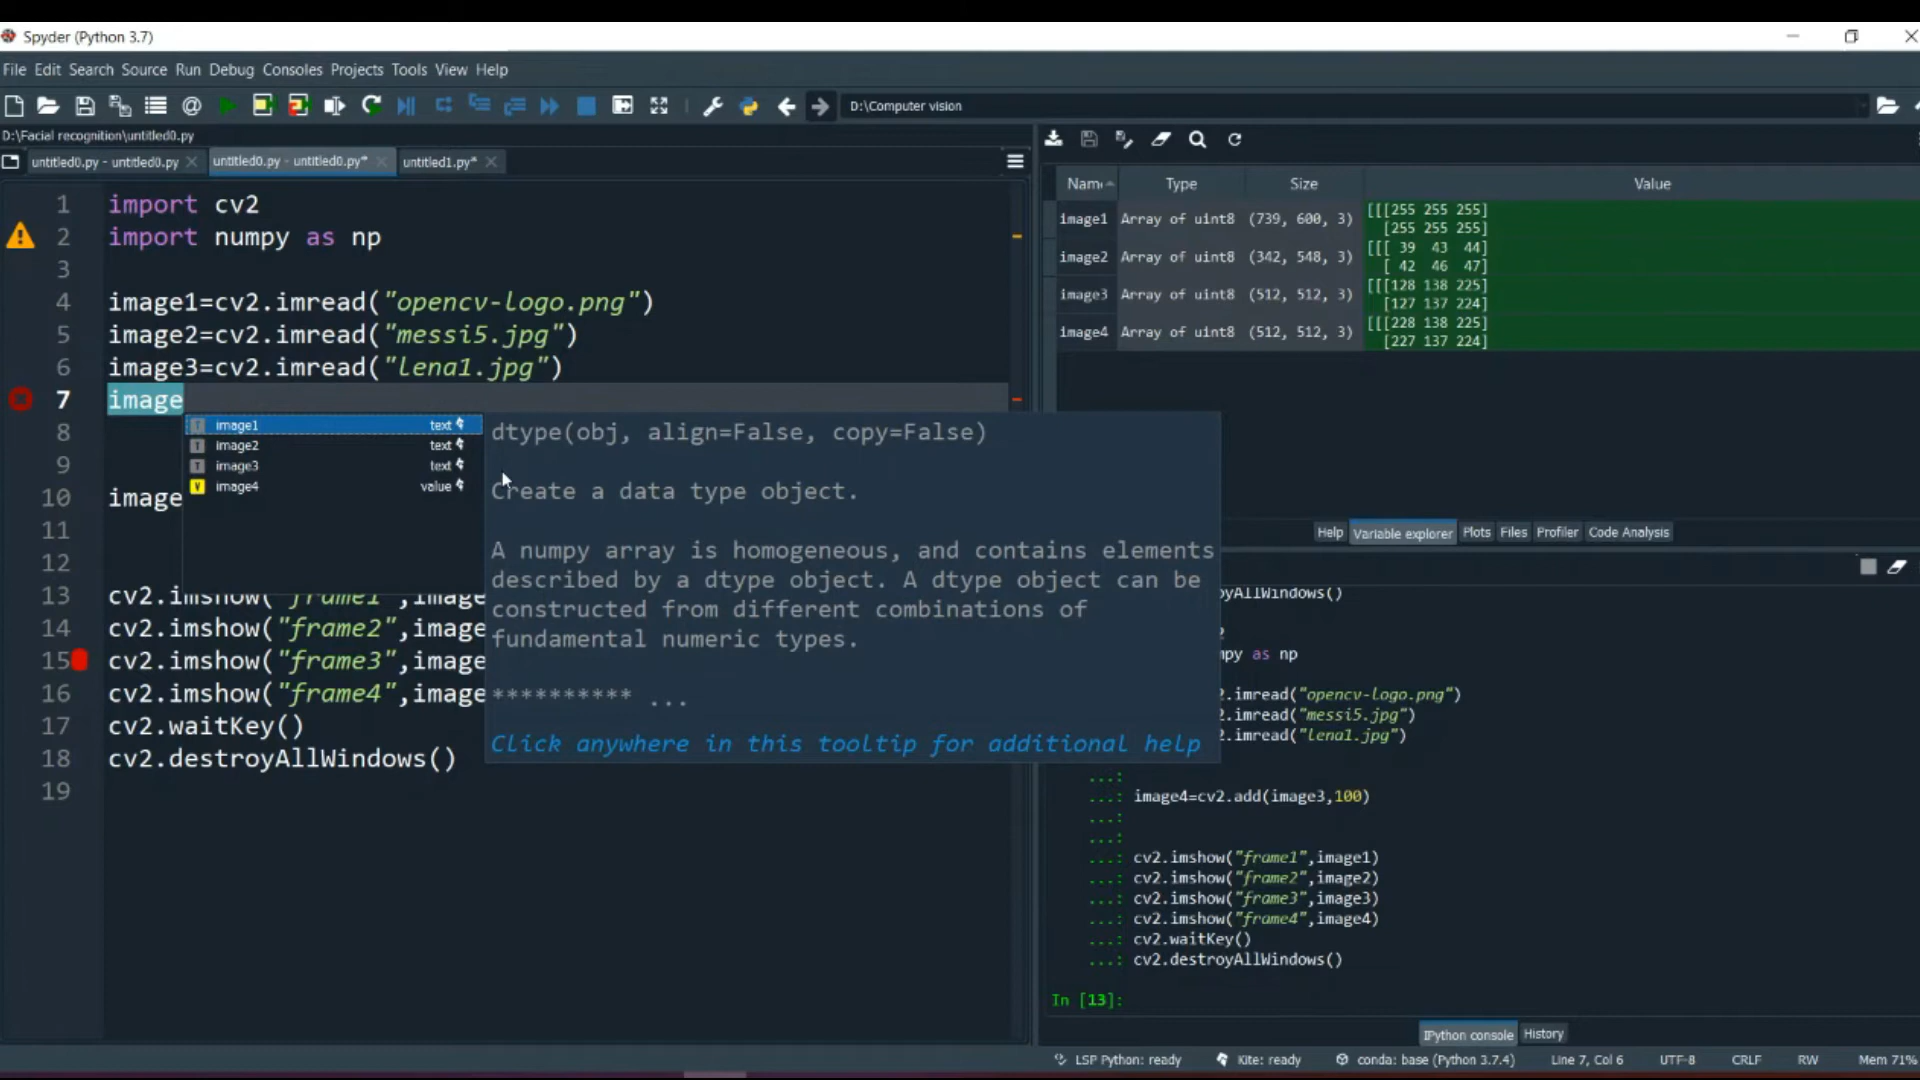 Spyder (Python 3.7)
File Edit Search Source Run Debug Consoles Projects Tools View Help
D:\Computer vision
D:\Facial recognition\untitled0.py
untitled0.py - untitled0.py
untitled0.py - untitled0.py*
untitled1.py*
1 import cv2
2 import numpy as np
3
4 image1=cv2.imread("opencv-logo.png")
5 image2=cv2.imread("messi5.jpg")
6 image3=cv2.imread("lena1.jpg")
7 image
8
9
10 image
11
12
13 cv2.imshow("frame1",image
14 cv2.imshow("frame2",image
15 cv2.imshow("frame3",image
16 cv2.imshow("frame4",image
17 cv2.waitKey()
18 cv2.destroyAllWindows()
19
T image1 text
T image2 text
T image3 text
V image4 value
dtype(obj, align=False, copy=False)
Create a data type object.
A numpy array is homogeneous, and contains elements
described by a dtype object. A dtype object can be
constructed from different combinations of
fundamental numeric types.
********** ...
Click anywhere in this tooltip for additional help
Nam Type Size Value
image1 Array of uint8 (739, 600, 3) [[[255 255 255]
[255 255 255]
image2 Array of uint8 (342, 548, 3) [[[ 39 43 44]
[ 42 46 47]
image3 Array of uint8 (512, 512, 3) [[[128 138 225]
[127 137 224]
image4 Array of uint8 (512, 512, 3) [[[228 138 225]
[227 137 224]
Help Variable explorer Plots Files Profiler Code Analysis
oyAllWindows()
2
mpy as np
2.imread("opencv-logo.png")
2.imread("messi5.jpg")
2.imread("lena1.jpg")
...:
...: image4=cv2.add(image3,100)
...:
...:
...: cv2.imshow("frame1",image1)
...: cv2.imshow("frame2",image2)
...: cv2.imshow("frame3",image3)
...: cv2.imshow("frame4",image4)
...: cv2.waitKey()
...: cv2.destroyAllWindows()
In [13]:
IPython console History
LSP Python: ready Kite: ready conda: base (Python 3.7.4) Line 7, Col 6 UTF-8 CRLF RW Mem 71%